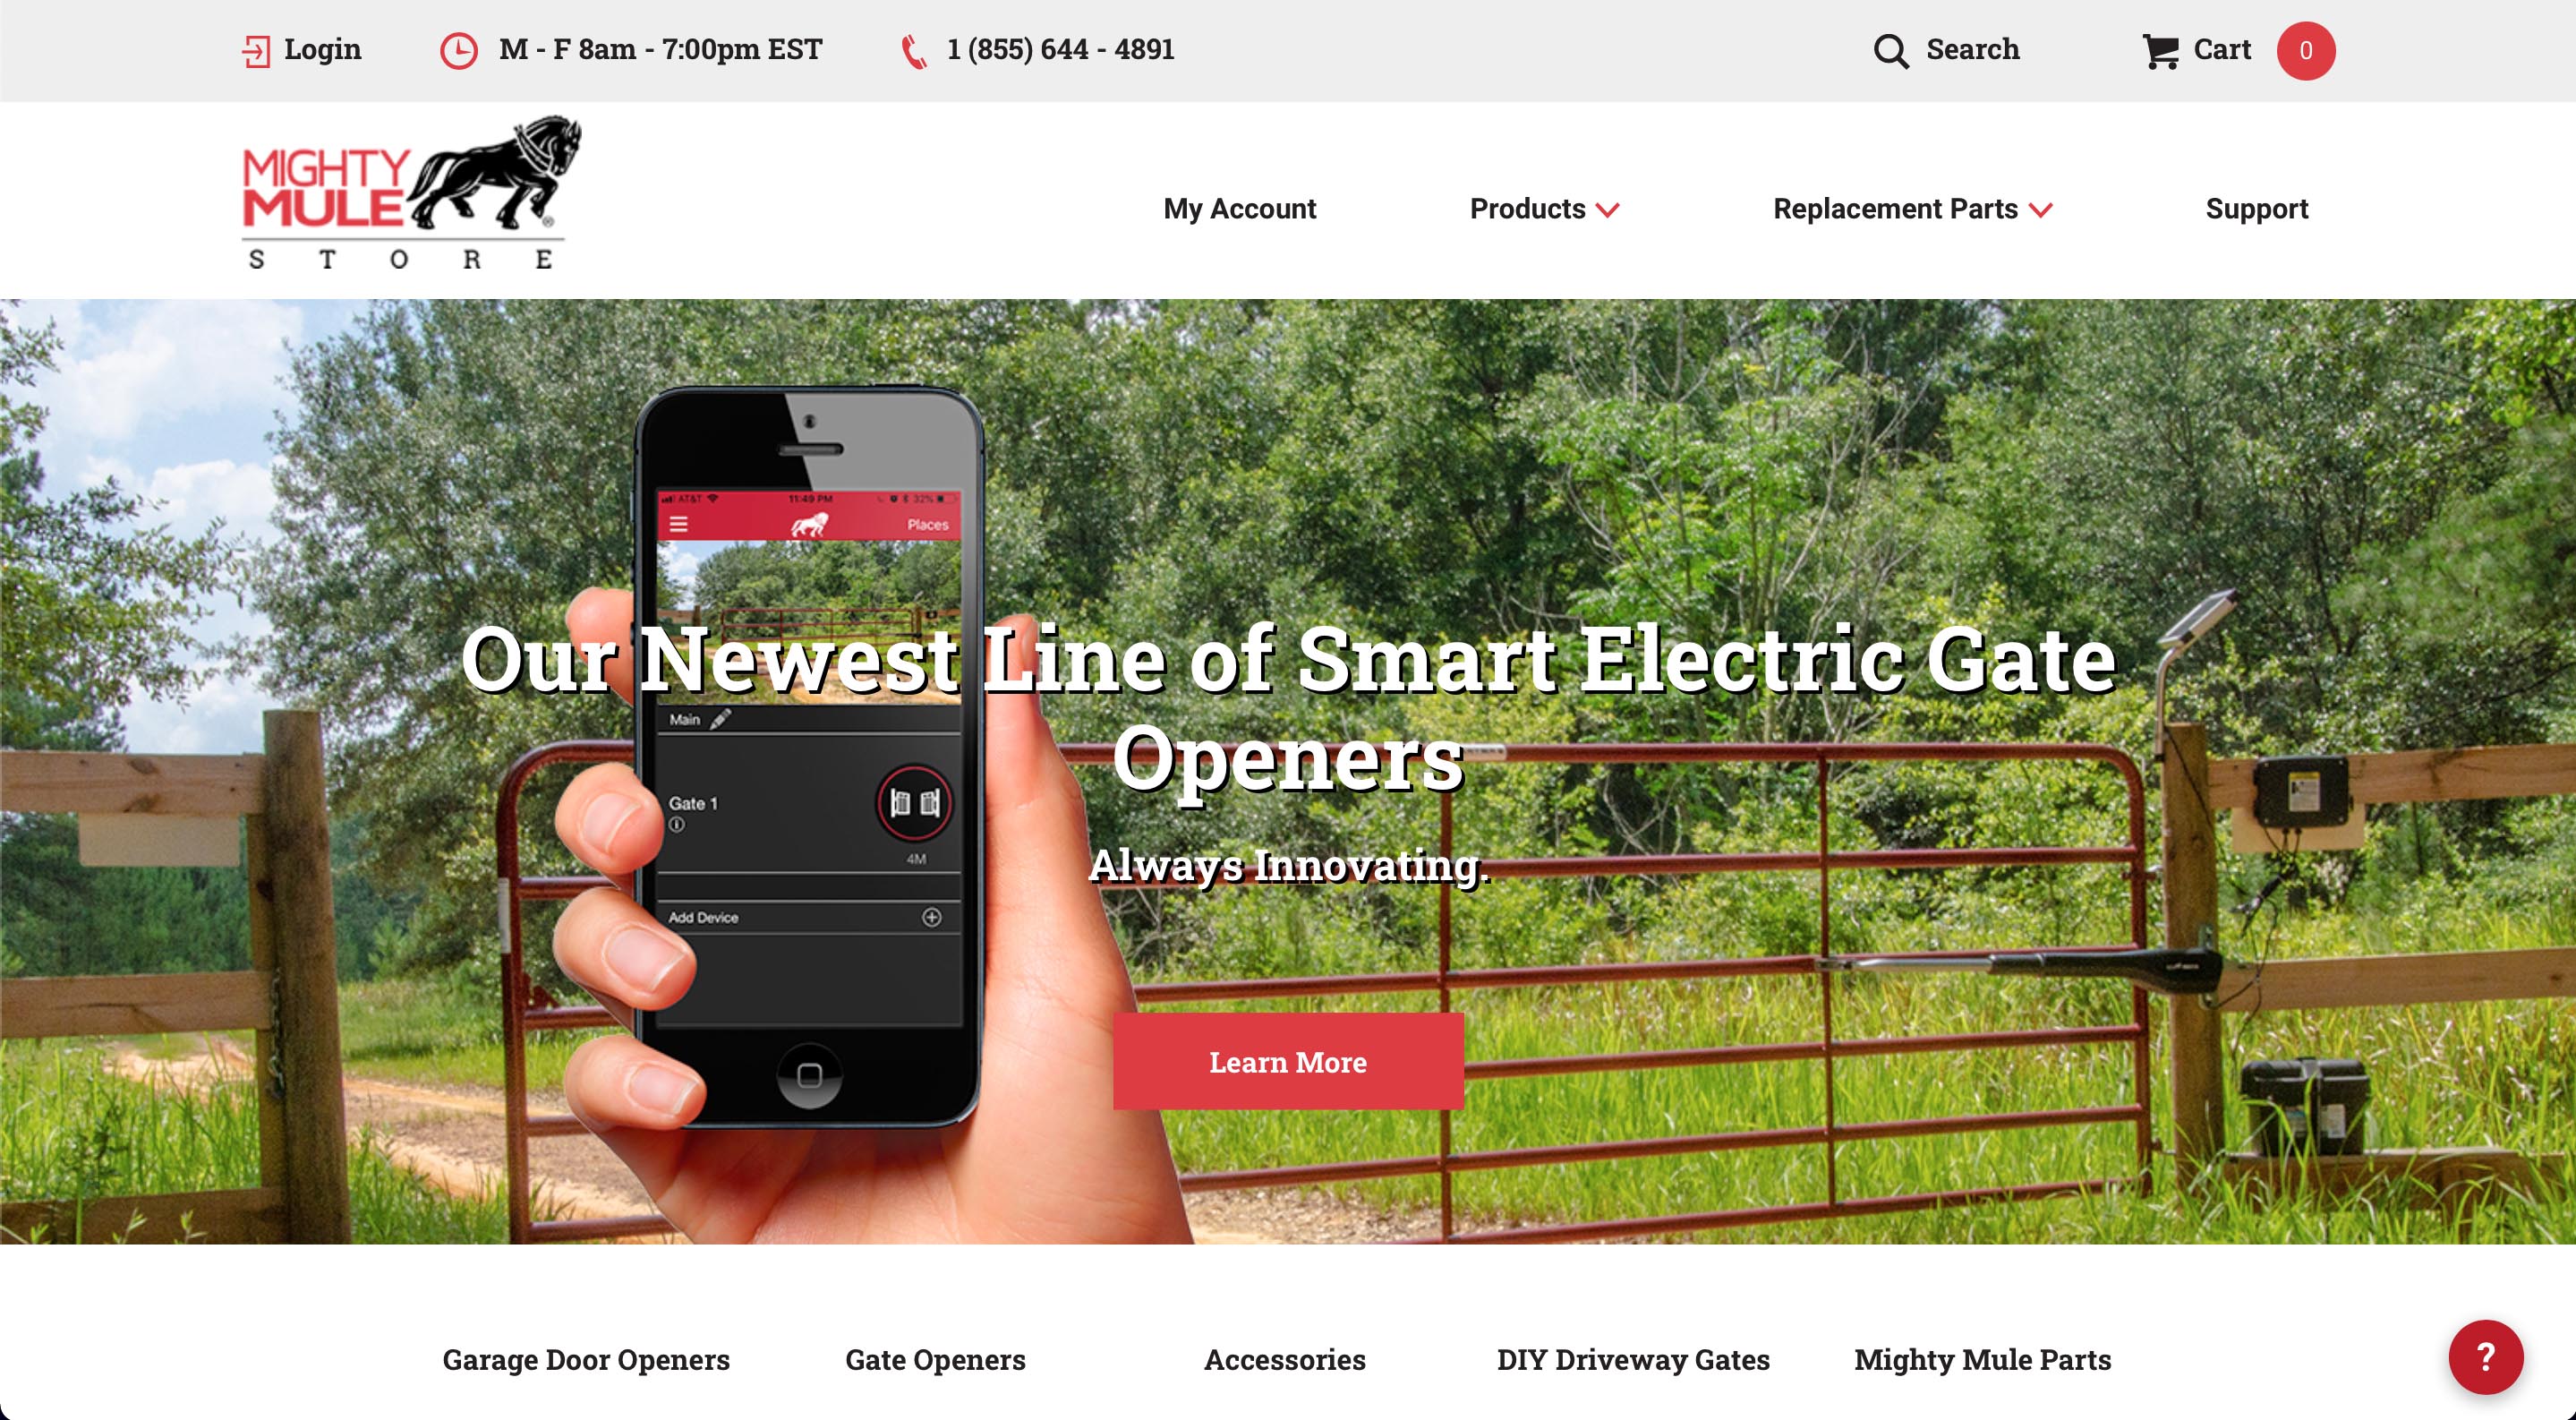 Login
M - F 8am - 7:00pm EST
1 (855) 644 - 4891
Search
Cart
0
MIGHTY
MULE
®
STORE
My Account
Products
Replacement Parts
Support
AT&T
11:49 PM
32%
Places
Our Newest Line of Smart Electric Gate
Openers
Main
Gate 1
4M
Always Innovating.
Add Device
Learn More
Garage Door Openers
Gate Openers
Accessories
DIY Driveway Gates
Mighty Mule Parts
?